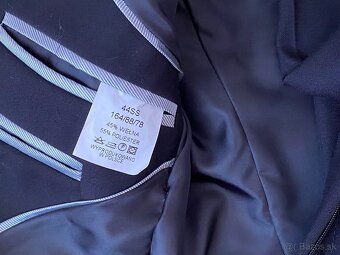 44SS
164/88/78
45% WEŁNA
55% POLIESTER
WYPRODUKOWANO
W POLSCE
Bazos.sk